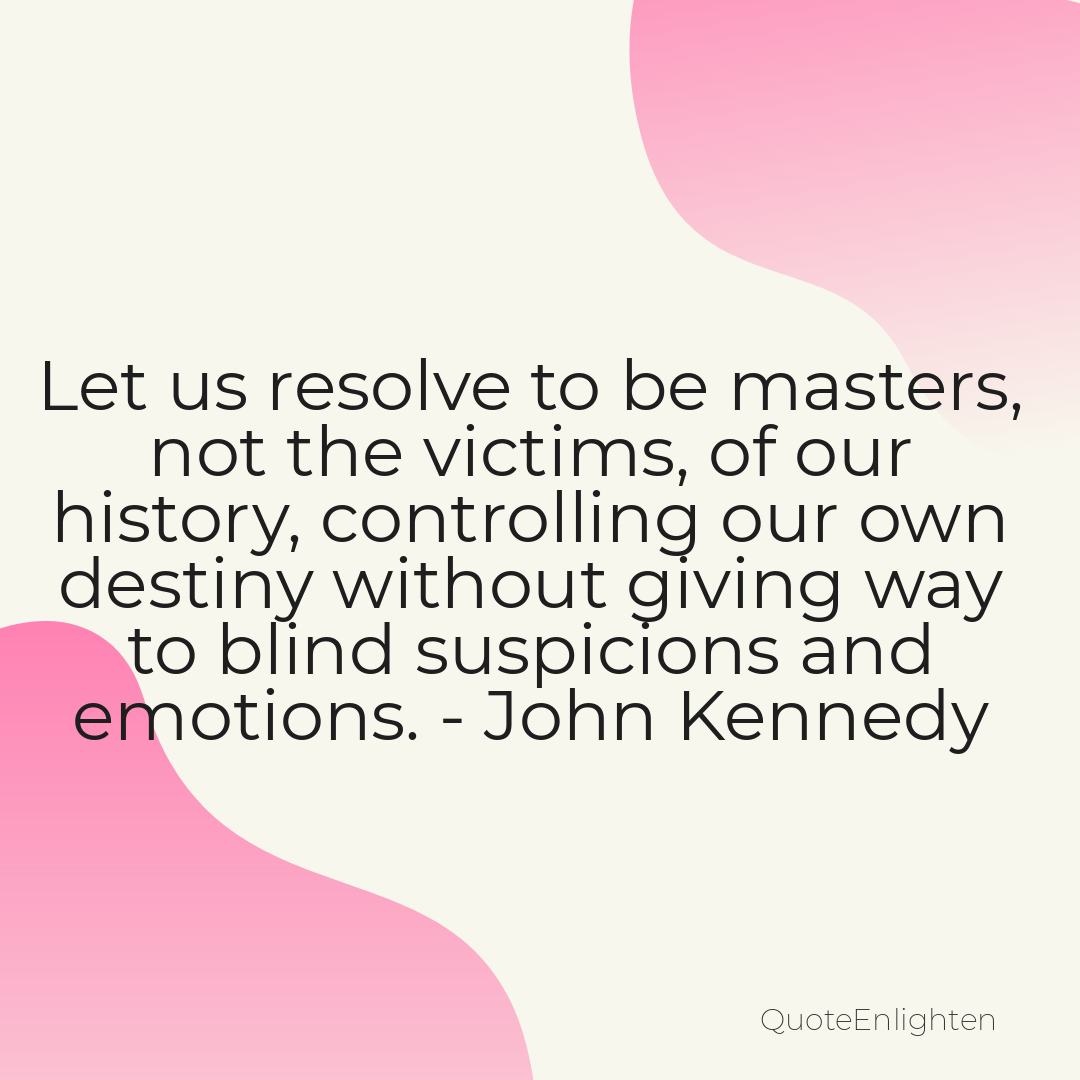 Let us resolve to be masters,
not the victims, of our
history, controlling our own
destiny without giving way
to blind suspicions and
emotions. - John Kennedy
QuoteEnlighten